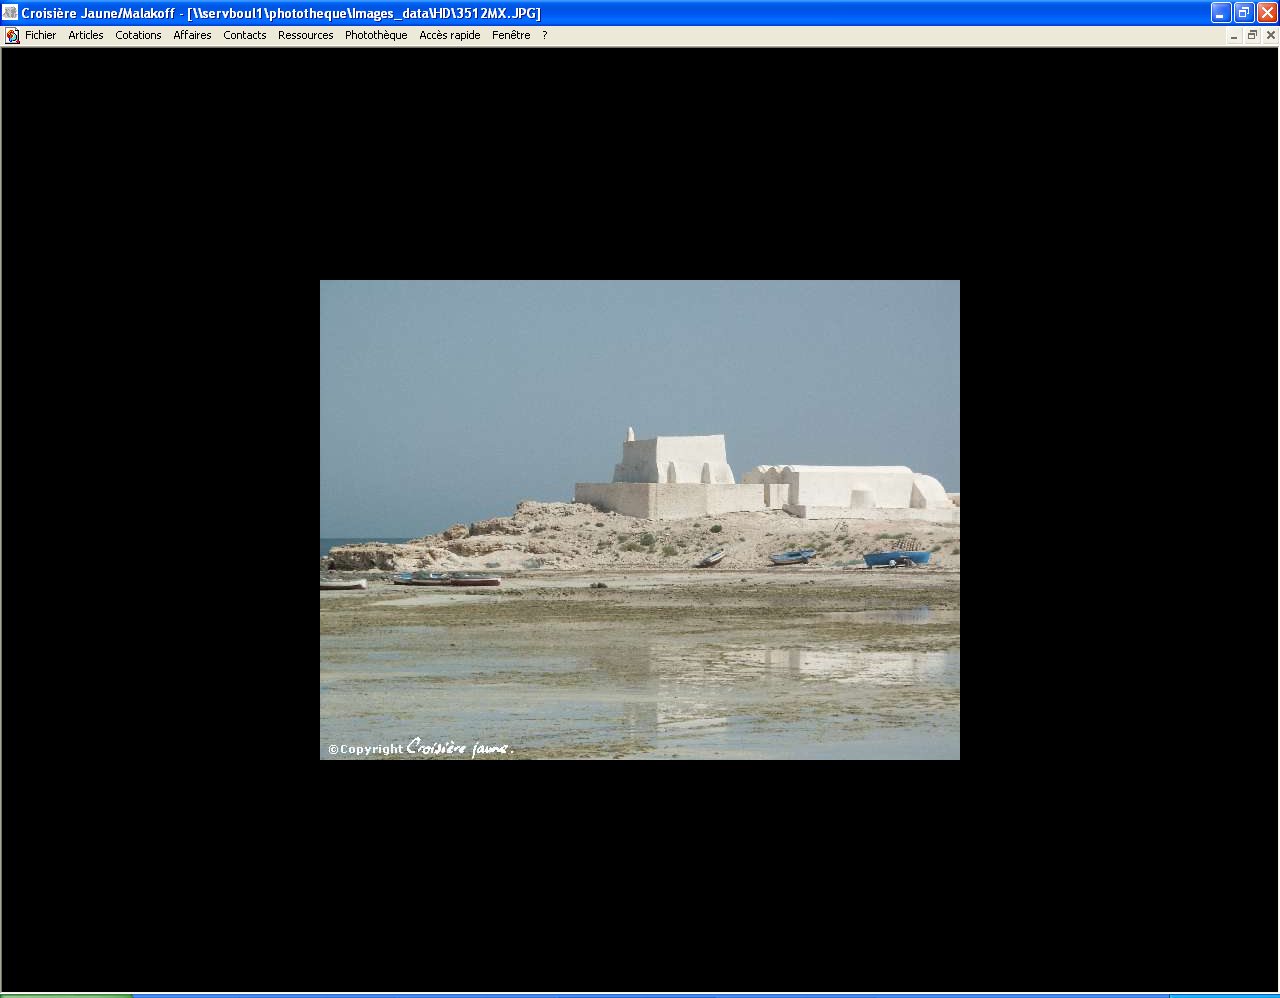 Croisière Jaune/Malakoff - [\\servboul1\phototheque\Images_data\HD\3512MX.JPG]
Fichier Articles Cotations Affaires Contacts Ressources Photothèque Accès rapide Fenêtre ?
©Copyright Croisière jaune.